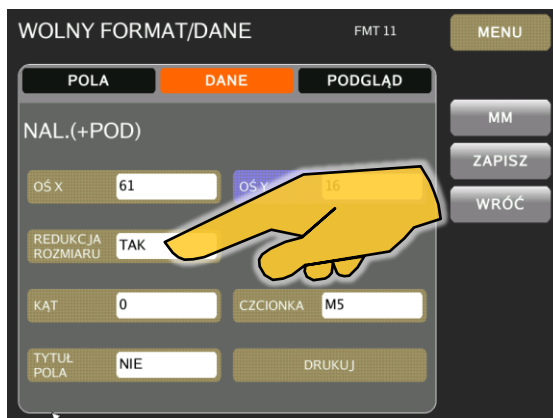 WOLNY FORMAT/DANE FMT 11 MENU
POLA DANE PODGLĄD
NAL.(+POD) MM
ZAPISZ
OŚ X 61 OŚ Y 16
WRÓĆ
REDUKCJA ROZMIARU TAK
KĄT 0 CZCIONKA M5
TYTUŁ POLA NIE DRUKUJ